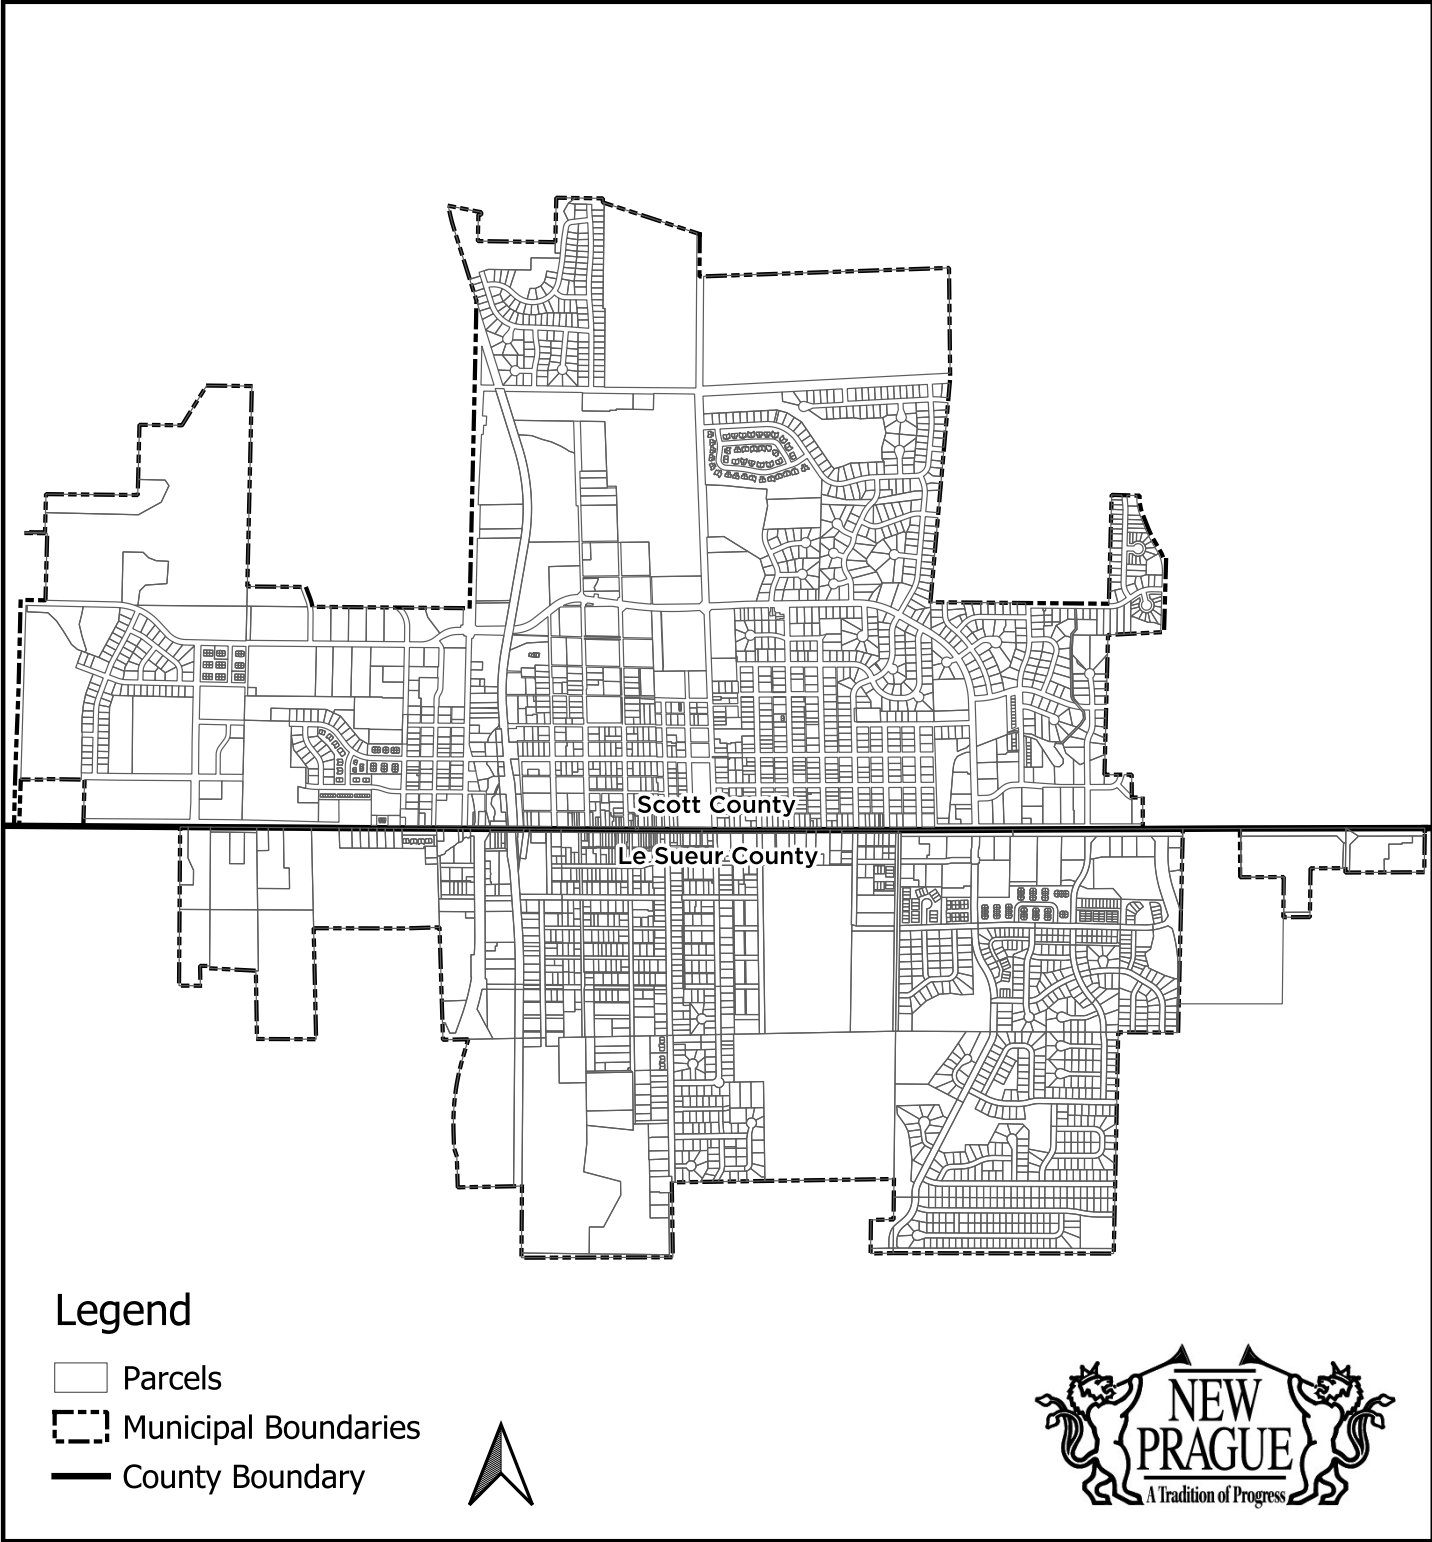 Scott County
Le Sueur County
Legend
Parcels
Municipal Boundaries
County Boundary
NEW
PRAGUE
A Tradition of Progress